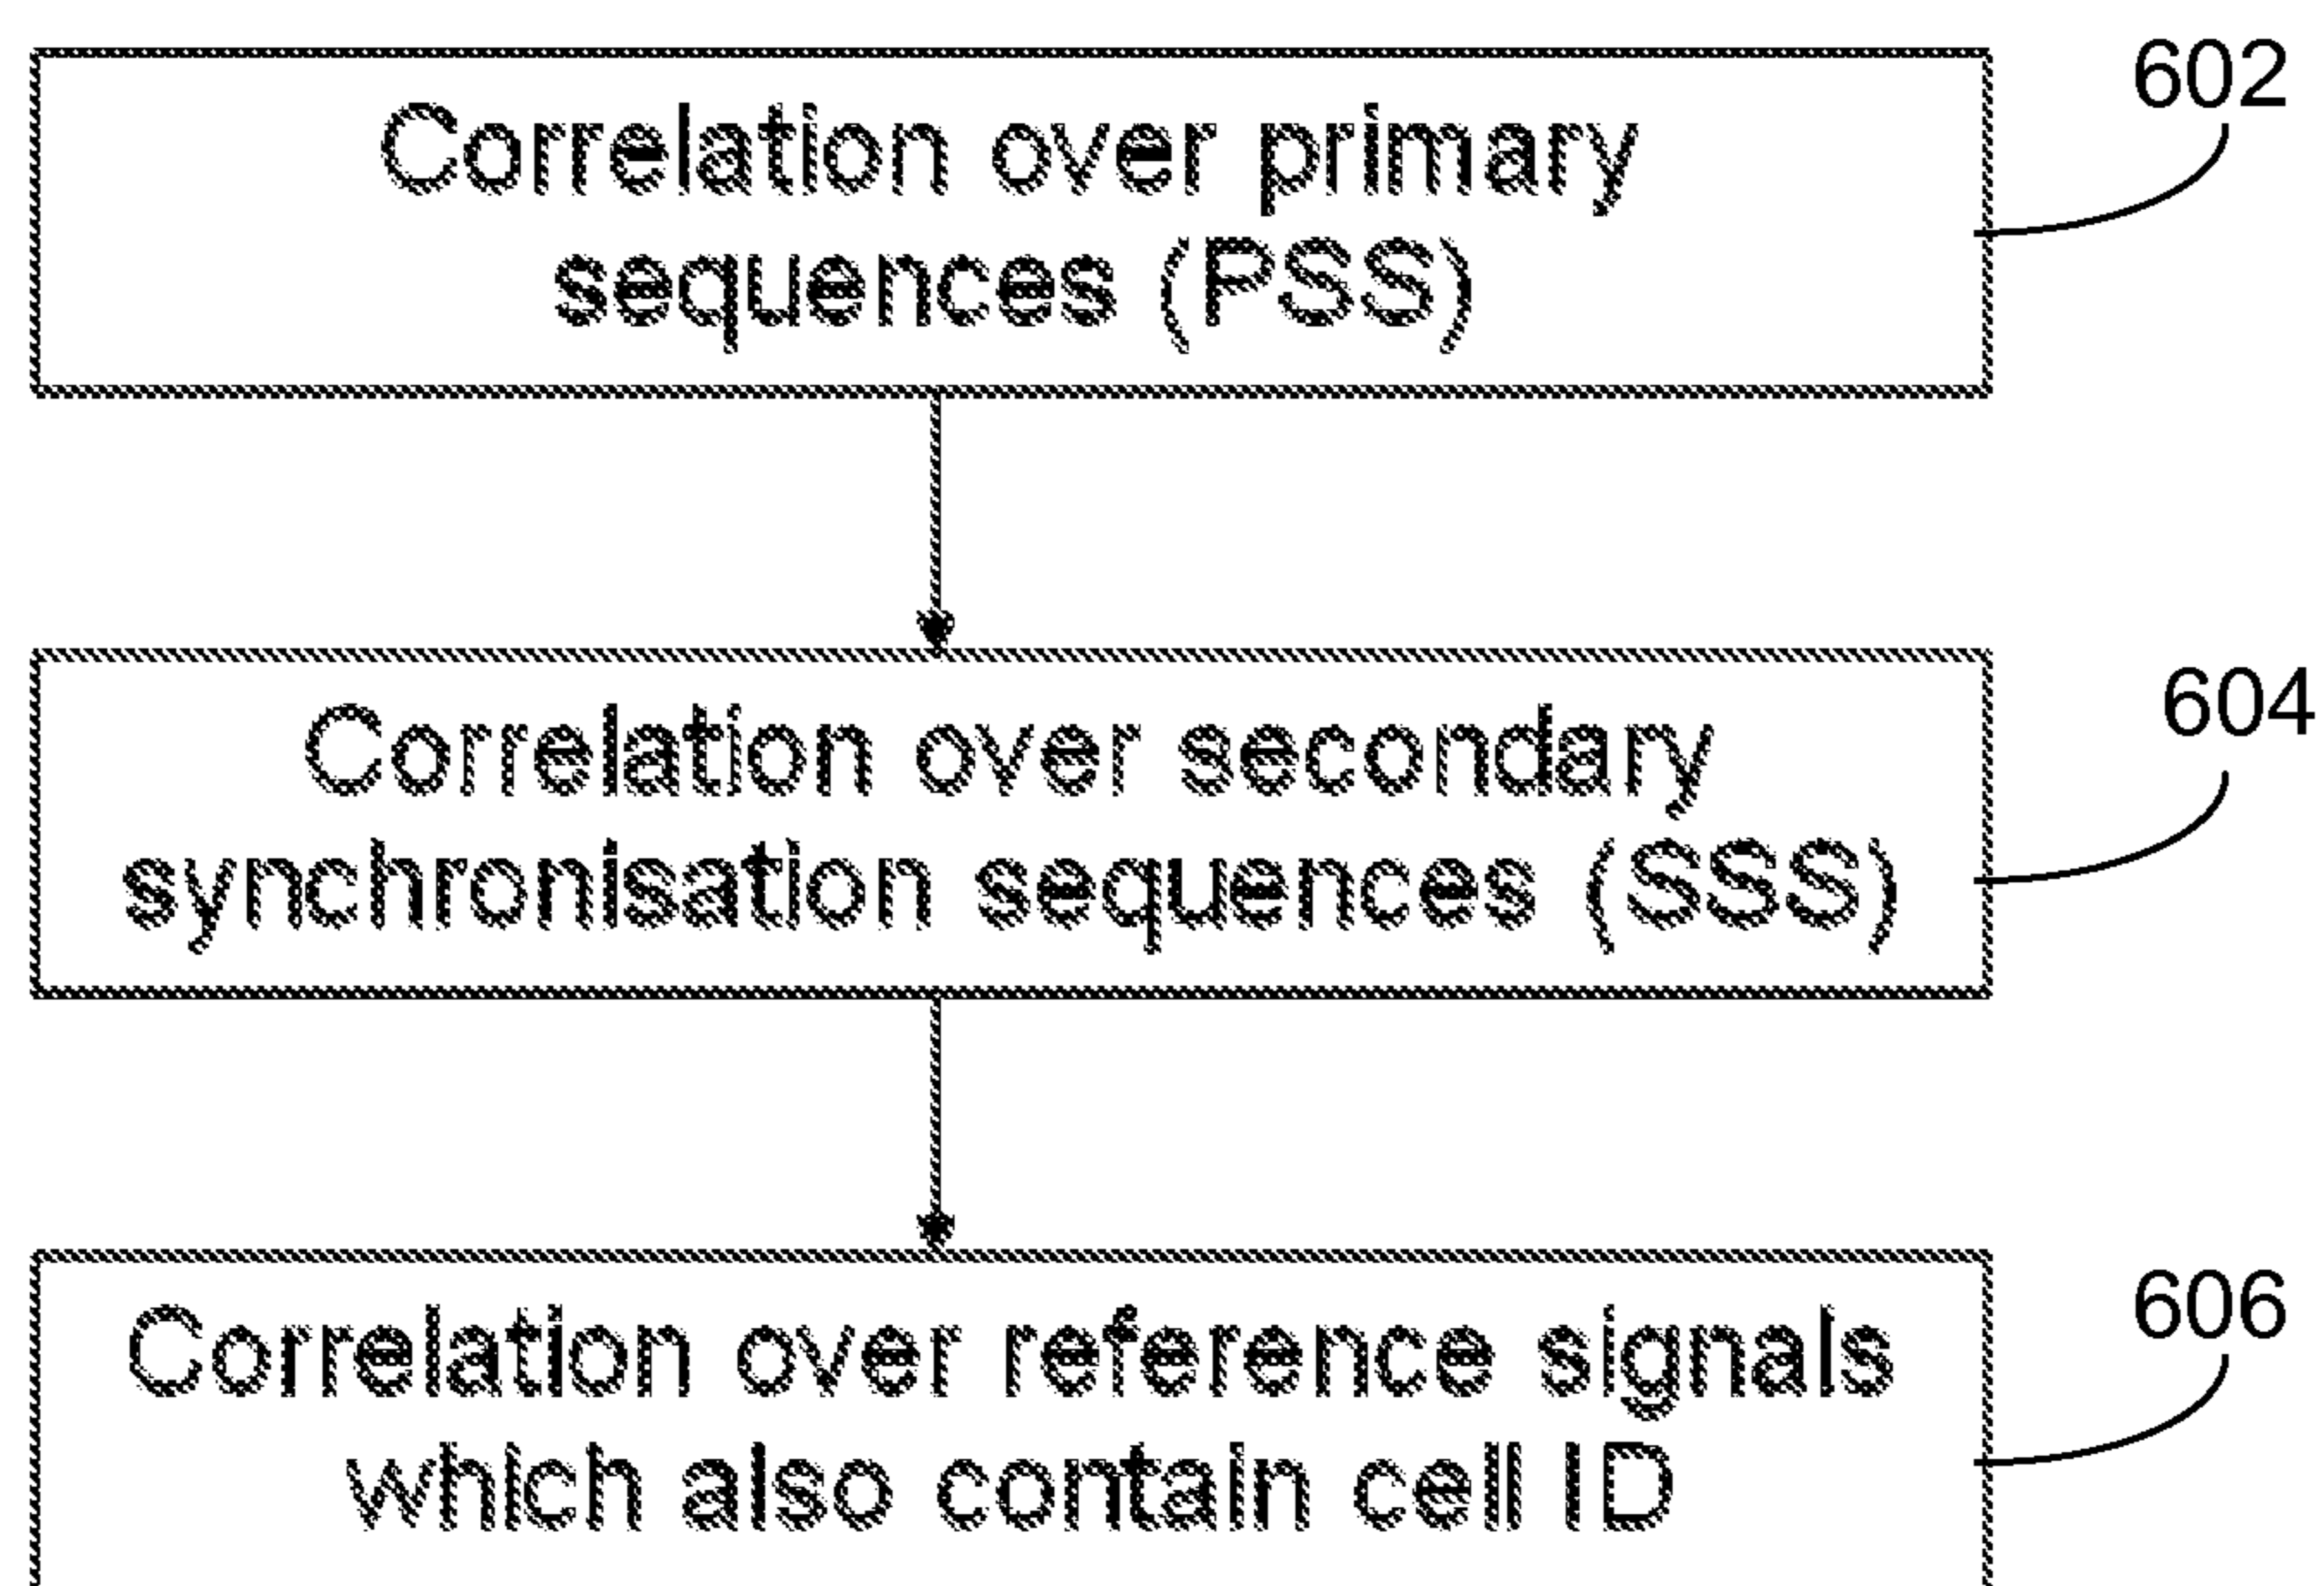 Correlation over primary
sequences (PSS)
602
Correlation over secondary
synchronisation sequences (SSS)
604
Correlation over reference signals
which also contain cell ID
606